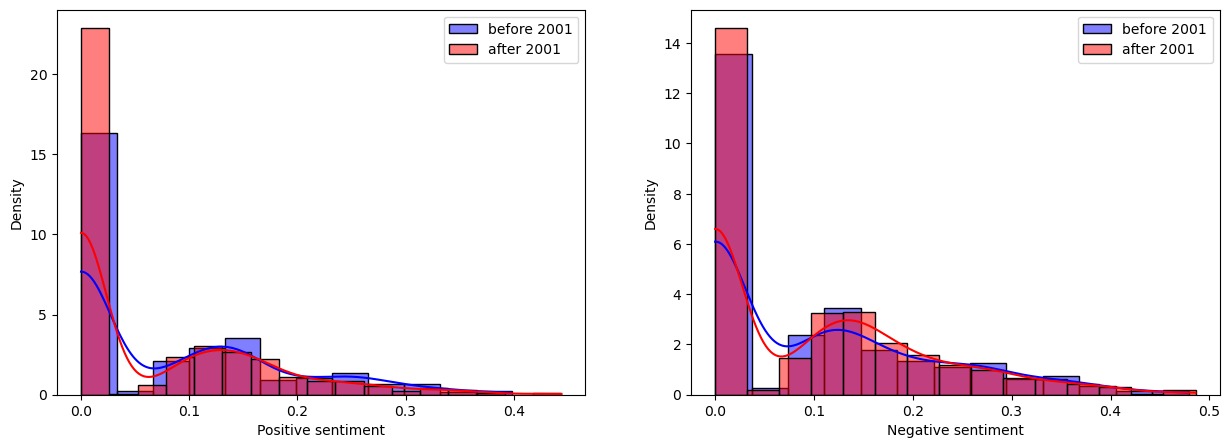 before 2001
after 2001
Density
20
15
10
5
0
0.0 0.1 0.2 0.3 0.4
Positive sentiment
before 2001
after 2001
Density
14
12
10
8
6
4
2
0
0.0 0.1 0.2 0.3 0.4 0.5
Negative sentiment